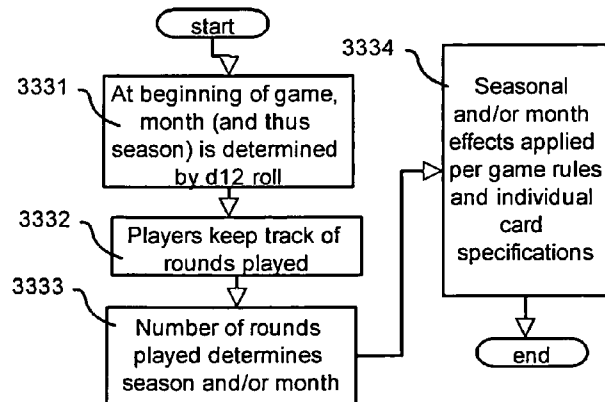 start
3331
At beginning of game,
month (and thus
season) is determined
by d12 roll
3332
Players keep track of
rounds played
3333
Number of rounds
played determines
season and/or month
3334
Seasonal
and/or month
effects applied
per game rules
and individual
card
specifications
end